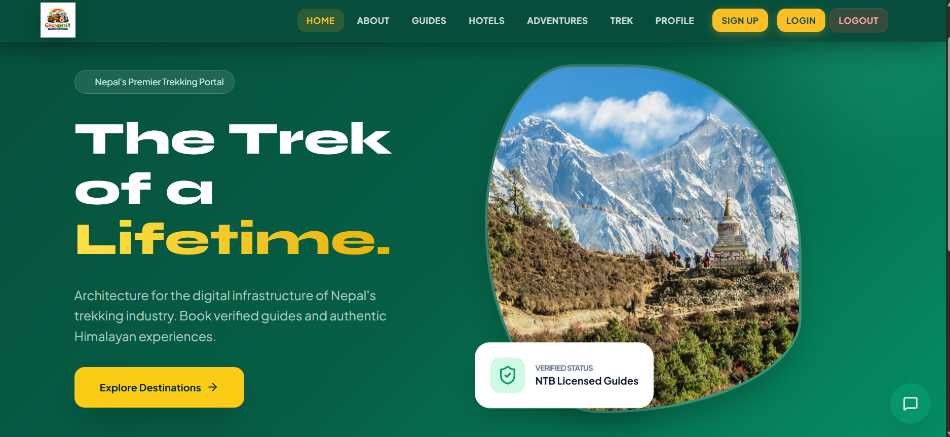 HOME
ABOUT
GUIDES
HOTELS
ADVENTURES
TREK
PROFILE
SIGN UP
LOGIN
LOGOUT
Nepal's Premier Trekking Portal
The Trek
of a
Lifetime.
Architecture for the digital infrastructure of Nepal's
trekking industry. Book verified guides and authentic
Himalayan experiences.
Explore Destinations →
VERIFIED STATUS
NTB Licensed Guides